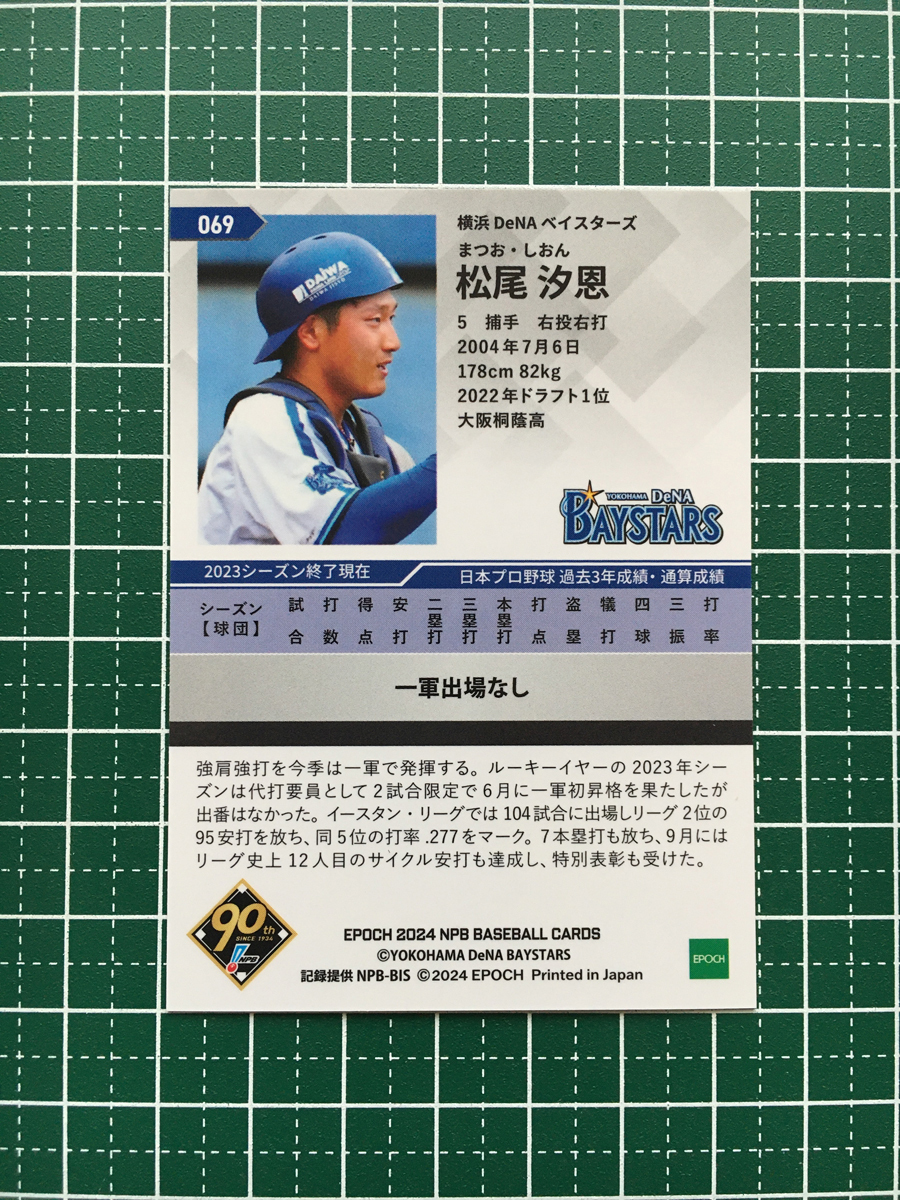 069
横浜 DeNA ベイスターズ
まつお・しおん
松尾 汐恩
5 捕手 右投右打
2004年7月6日
178cm 82kg
2022年ドラフト1位
大阪桐蔭高
DAIWA
YOKOHAMA DeNA
BAYSTARS
2023シーズン終了現在
日本プロ野球 過去3年成績・通算成績
シーズン【球団】 試合 打数 得点 安打 二塁打 三塁打 本塁打 打点 盗塁 犠打 四球 三振 打率
一軍出場なし
強肩強打を今季は一軍で発揮する。ルーキーイヤーの2023年シー
ズンは代打要員として2試合限定で6月に一軍初昇格を果たしたが
出番はなかった。イースタン・リーグでは104試合に出場しリーグ2位の
95安打を放ち、同5位の打率.277をマーク。7本塁打も放ち、9月には
リーグ史上12人目のサイクル安打も達成し、特別表彰も受けた。
90th
SINCE 1934
NPB
EPOCH 2024 NPB BASEBALL CARDS
©YOKOHAMA DeNA BAYSTARS
記録提供 NPB-BIS ©2024 EPOCH Printed in Japan
EPOCH